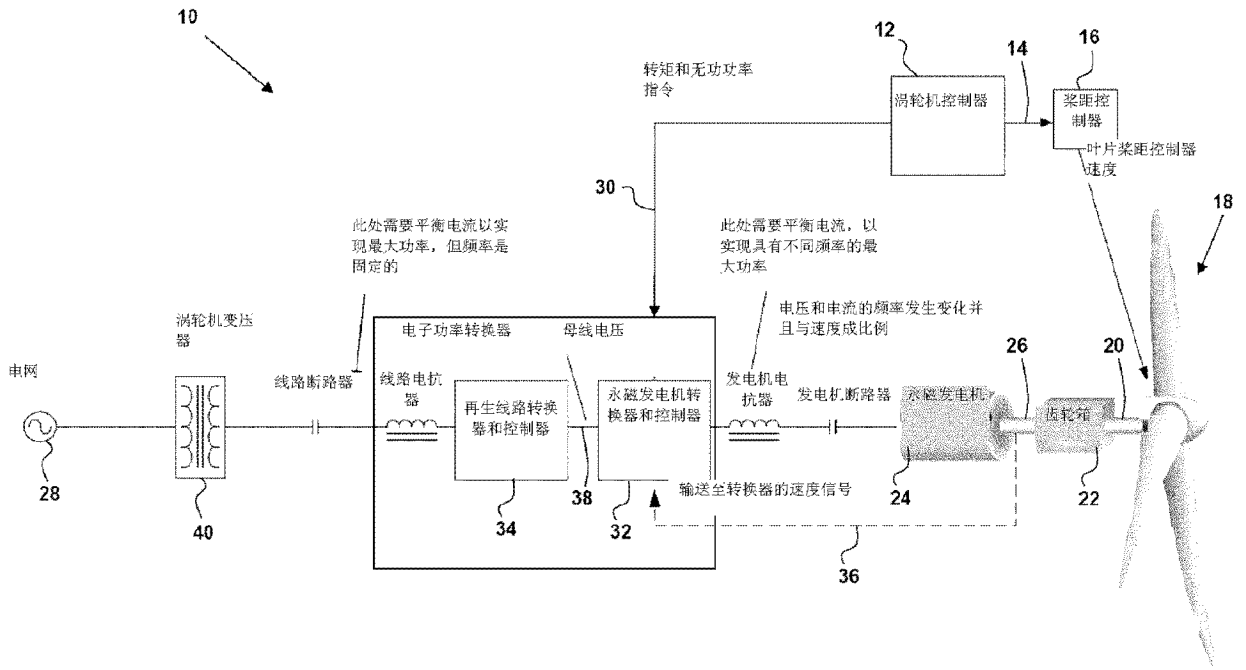 10
12
14
16
转矩和无功功率
指令
涡轮机控制器
桨距控
制器
叶片桨距控制器
速度
30
18
此处需要平衡电流以实
现最大功率，但频率是
固定的
此处需要平衡电流，以
实现具有不同频率的最
大功率
电压和电流的频率发生变化并
且与速度成比例
涡轮机变压
器
电子功率转换器
母线电压
26
20
电网
线路断路器
线路电抗
器
再生线路转换
器和控制器
永磁发电机转
换器和控制器
发电机电
抗器
发电机断路器
永磁发电机
齿轮箱
28
40
34
38
32
输送至转换器的速度信号
24
22
36